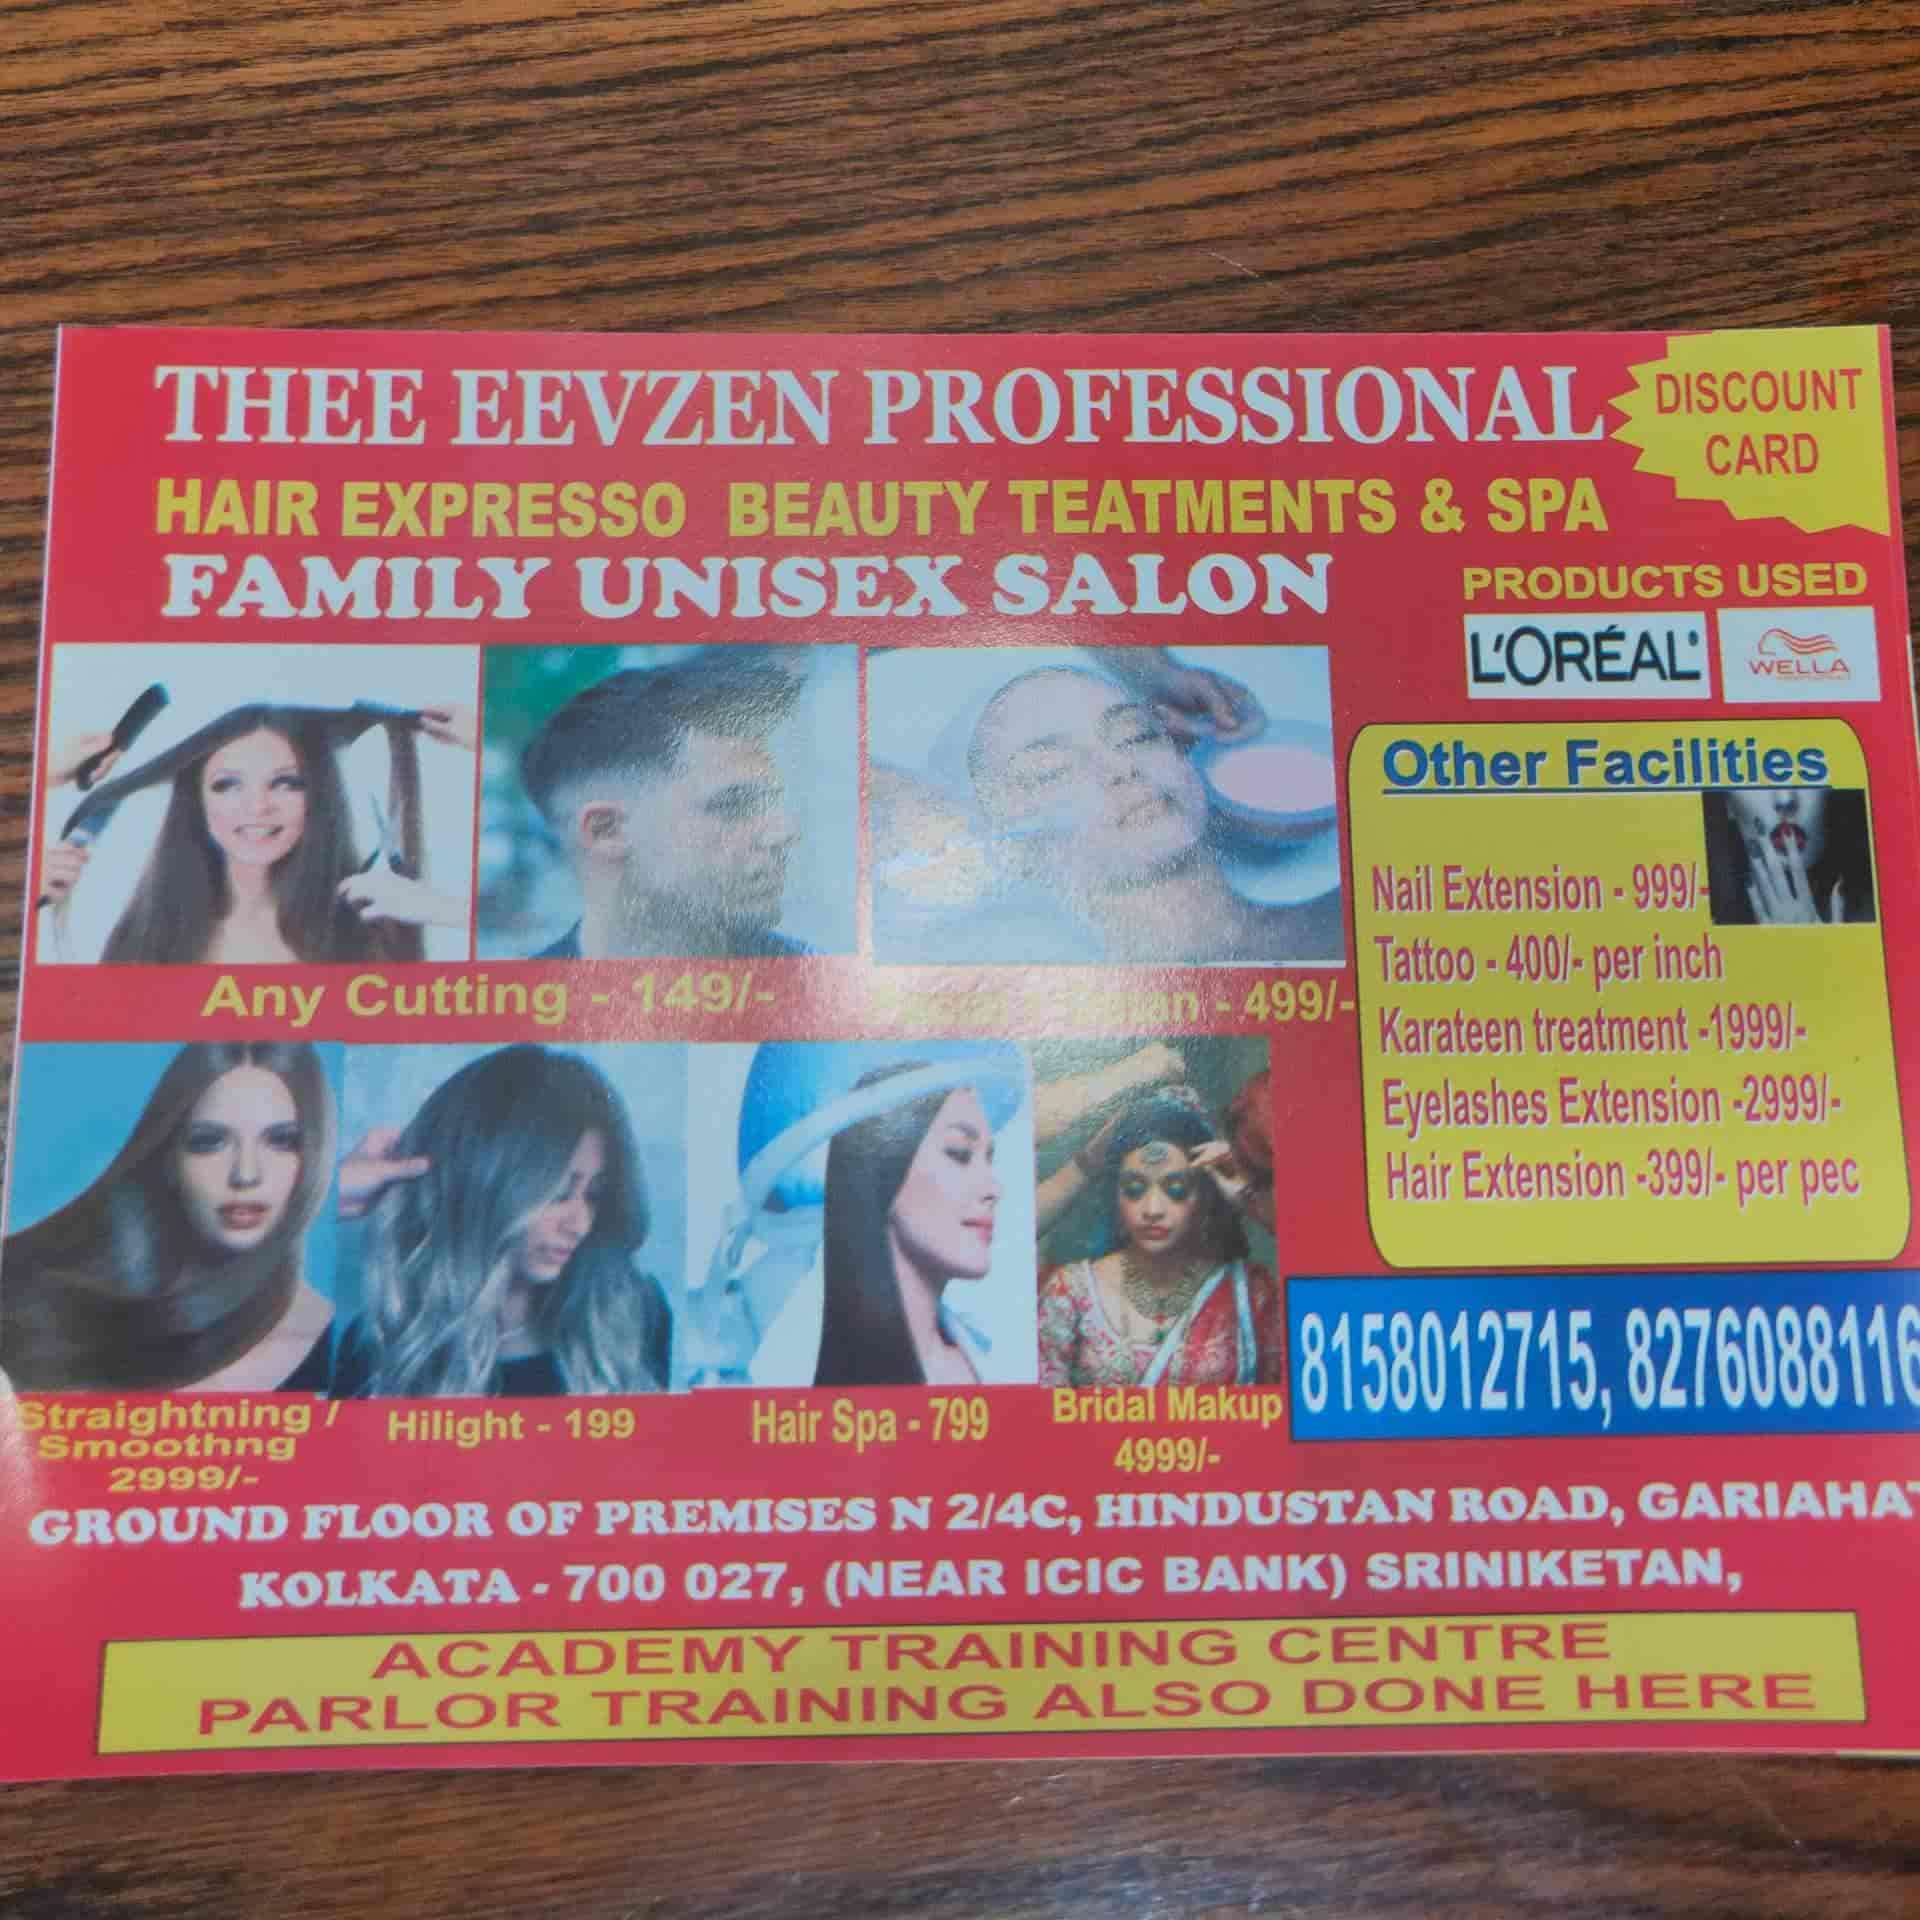 THEE EEVZEN PROFESSIONAL
DISCOUNT
CARD
HAIR EXPRESSO BEAUTY TEATMENTS & SPA
FAMILY UNISEX SALON
PRODUCTS USED
L'ORÉAL
WELLA
Any Cutting - 149/-
- 499/-
Other Facilities
Nail Extension - 999/-
Tattoo - 400/- per inch
Karateen treatment -1999/-
Eyelashes Extension -2999/-
Hair Extension -399/- per pec
Straightning /
Smoothng
2999/-
Hilight - 199
Hair Spa - 799
Bridal Makup
4999/-
8158012715, 8276088116
GROUND FLOOR OF PREMISES N 2/4C, HINDUSTAN ROAD, GARIAHAT
KOLKATA - 700 027, (NEAR ICIC BANK) SRINIKETAN,
ACADEMY TRAINING CENTRE
PARLOR TRAINING ALSO DONE HERE